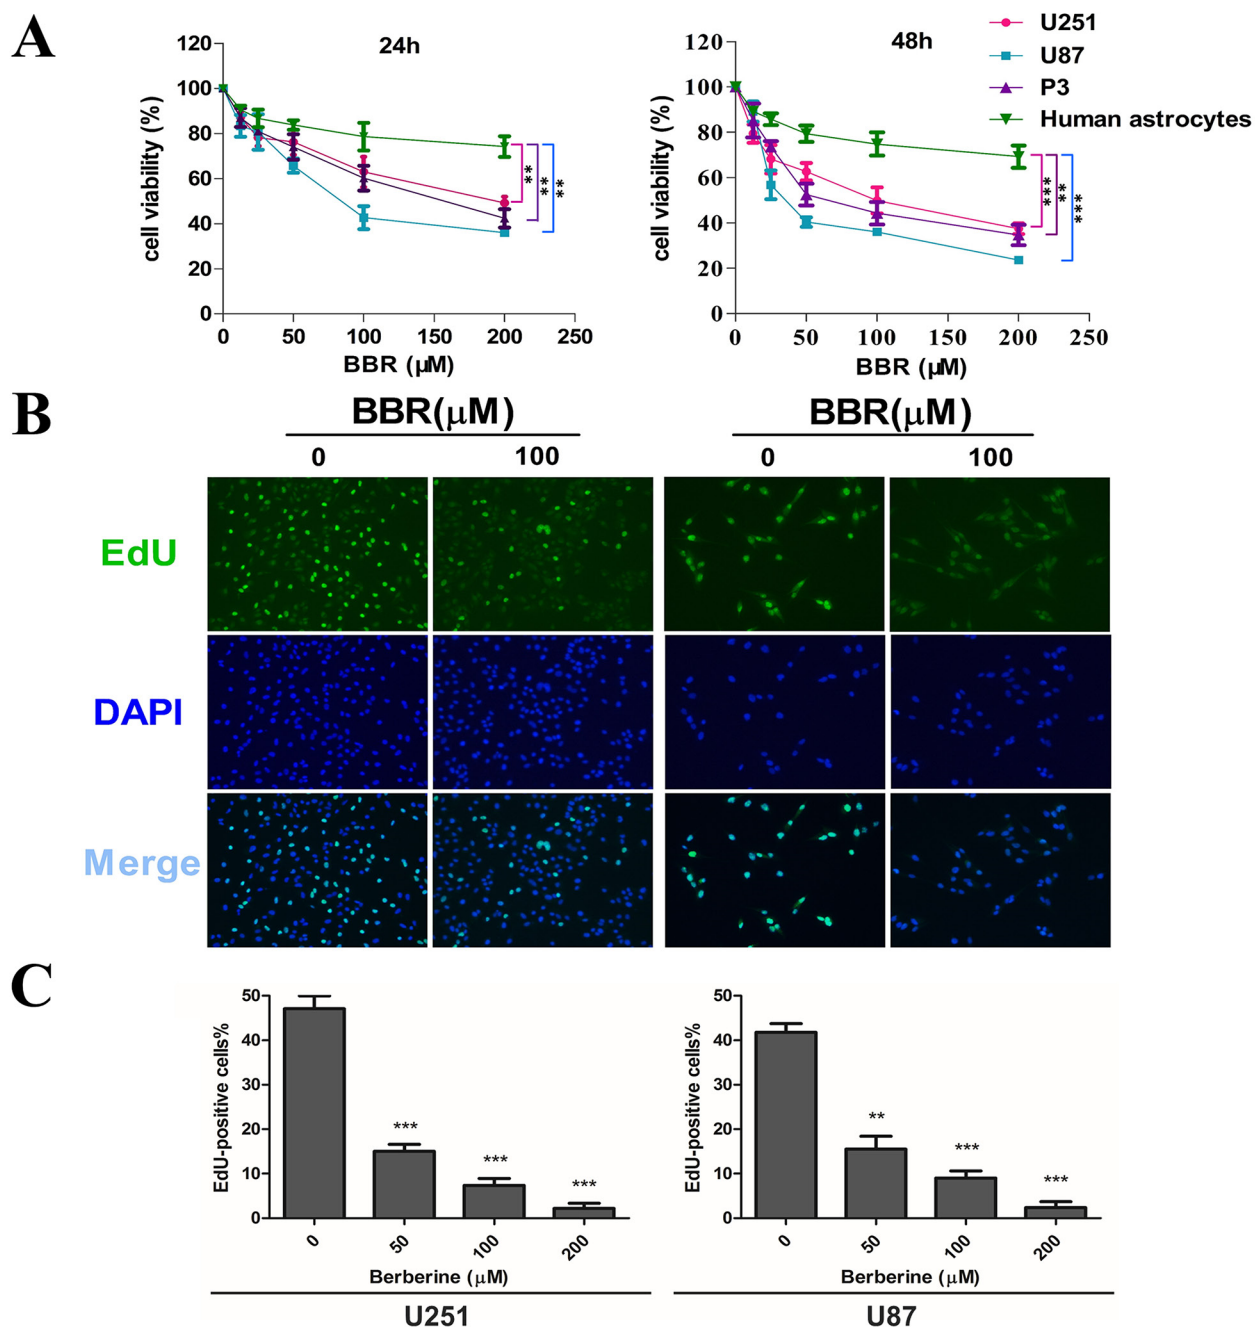 A
24h
48h
U251
U87
P3
Human astrocytes
cell viability (%)
120
100
80
60
40
20
0
0 50 100 150 200 250
BBR (μM)
** ** **
cell viability (%)
120
100
80
60
40
20
0
0 50 100 150 200 250
BBR (μM)
*** ** ***
B
BBR(μM) BBR(μM)
0 100 0 100
EdU
DAPI
Merge
C
EdU-positive cells%
50
40
30
20
10
0
*** *** ***
0 50 100 200
Berberine (μM)
U251
EdU-positive cells%
50
40
30
20
10
0
** *** ***
0 50 100 200
Berberine (μM)
U87